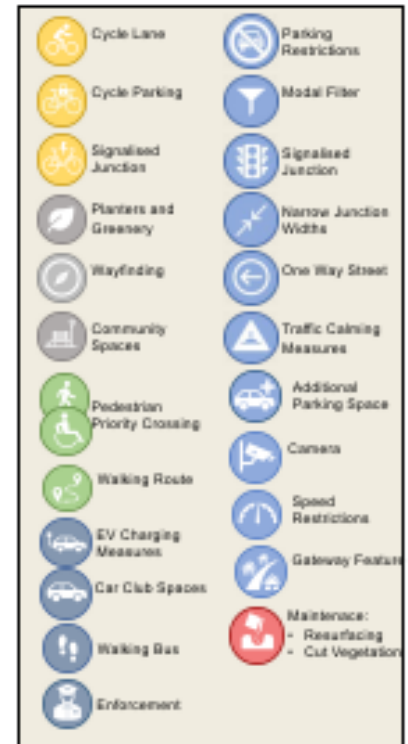 Cycle Lane
Cycle Parking
Signalised
Junction
Planters and
Greenery
Wayfinding
Community
Spaces
Pedestrian
Priority Crossing
Walking Route
EV Charging
Measures
Car Club Spaces
Walking Bus
Enforcement
Parking
Restrictions
Modal Filter
Signalised
Junction
Narrow Junction
Widths
One Way Street
Traffic Calming
Measures
Additional
Parking Space
Camera
Speed
Restrictions
Gateway Feature
Maintenace:
- Resurfacing
- Cut Vegetation